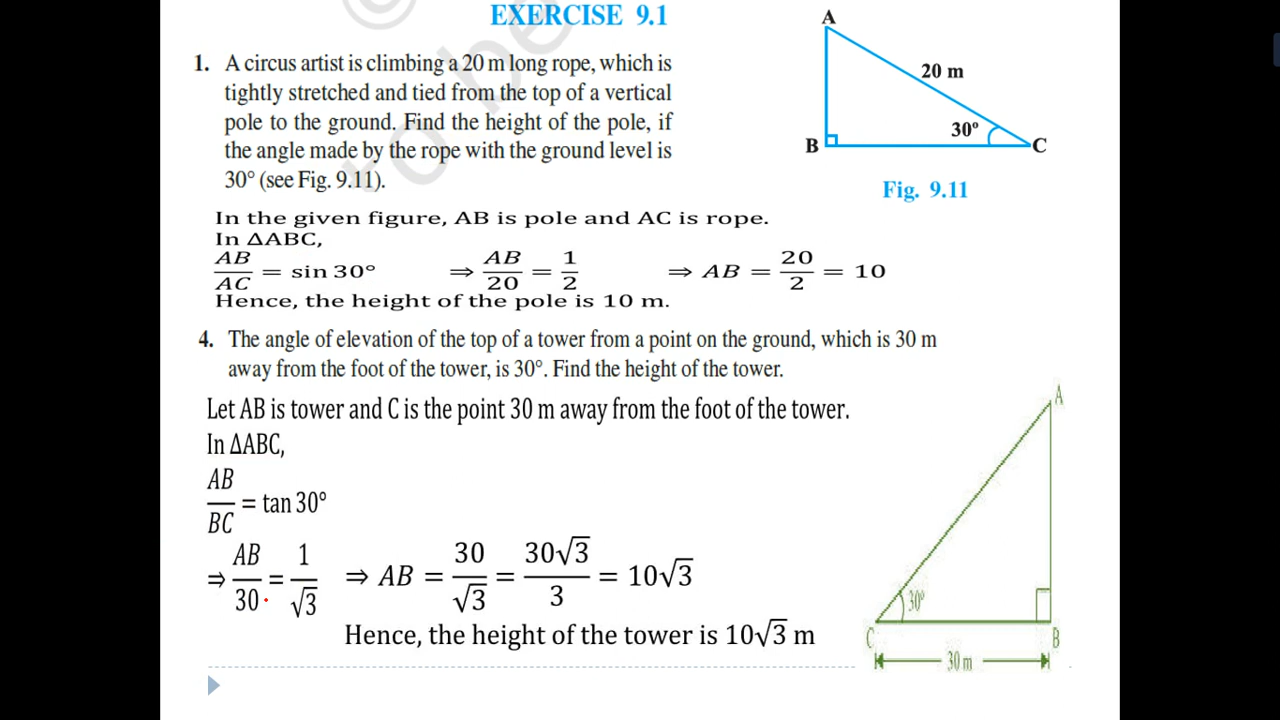 EXERCISE 9.1
1. A circus artist is climbing a 20 m long rope, which is
tightly stretched and tied from the top of a vertical
pole to the ground. Find the height of the pole, if
the angle made by the rope with the ground level is
30° (see Fig. 9.11).
A
20 m
30°
B
C
Fig. 9.11
In the given figure, AB is pole and AC is rope.
In ΔABC,
AB/AC = sin 30° ⇒ AB/20 = 1/2 ⇒ AB = 20/2 = 10
Hence, the height of the pole is 10 m.
4. The angle of elevation of the top of a tower from a point on the ground, which is 30 m
away from the foot of the tower, is 30°. Find the height of the tower.
Let AB is tower and C is the point 30 m away from the foot of the tower.
In ΔABC,
AB/BC = tan 30°
⇒ AB/30 = 1/√3 ⇒ AB = 30/√3 = 30√3/3 = 10√3
Hence, the height of the tower is 10√3 m
A
30°
C
B
30 m
© to be